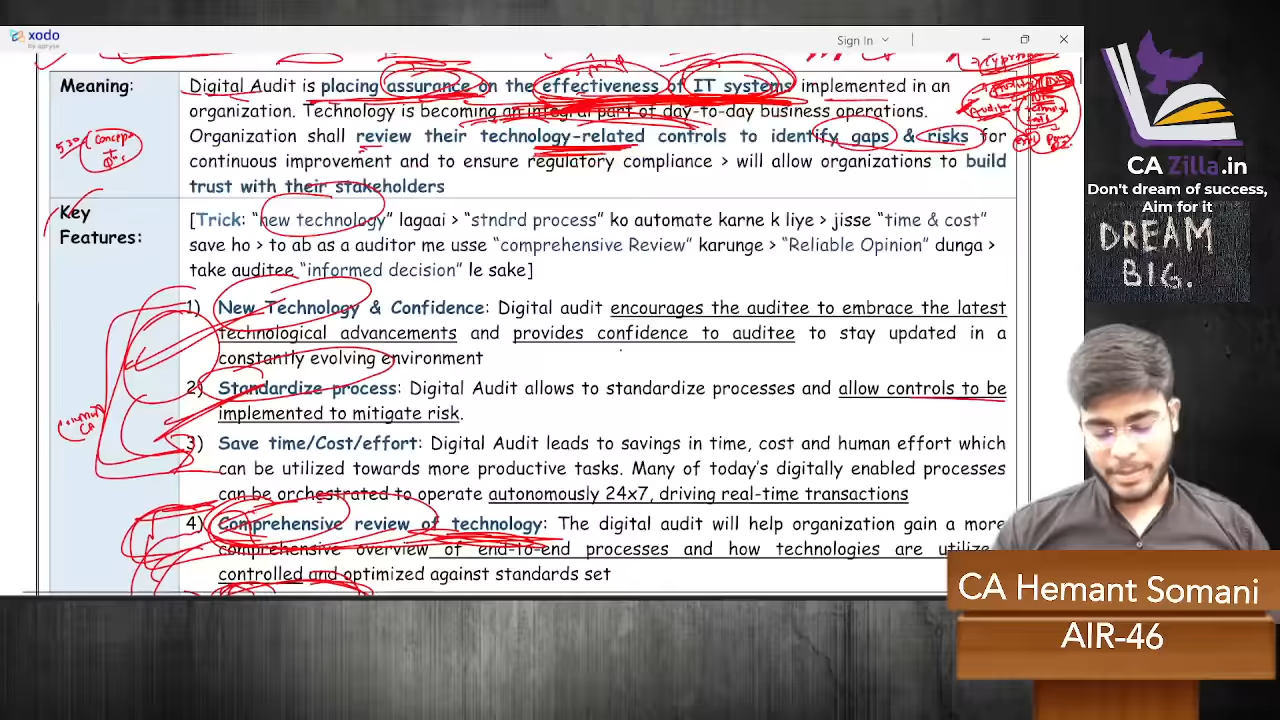 xodo
by apryse
Sign In
Meaning:
Digital Audit is placing assurance on the effectiveness of IT systems implemented in an
organization. Technology is becoming an integral part of day-to-day business operations.
Organization shall review their technology-related controls to identify gaps & risks for
continuous improvement and to ensure regulatory compliance > will allow organizations to build
trust with their stakeholders
Key
Features:
[Trick: “new technology” lagaai > “stndrd process” ko automate karne k liye > jisse “time & cost”
save ho > to ab as a auditor me usse “comprehensive Review” karunge > “Reliable Opinion” dunga >
take auditee “informed decision” le sake]
1) New Technology & Confidence: Digital audit encourages the auditee to embrace the latest
technological advancements and provides confidence to auditee to stay updated in a
constantly evolving environment
2) Standardize process: Digital Audit allows to standardize processes and allow controls to be
implemented to mitigate risk.
3) Save time/Cost/effort: Digital Audit leads to savings in time, cost and human effort which
can be utilized towards more productive tasks. Many of today’s digitally enabled processes
can be orchestrated to operate autonomously 24x7, driving real-time transactions
4) Comprehensive review of technology: The digital audit will help organization gain a more
comprehensive overview of end-to-end processes and how technologies are
controlled and optimized against standards set
CA Zilla.in
Don't dream of success,
Aim for it
DREAM
BIG.
CA Hemant Somani
AIR-46